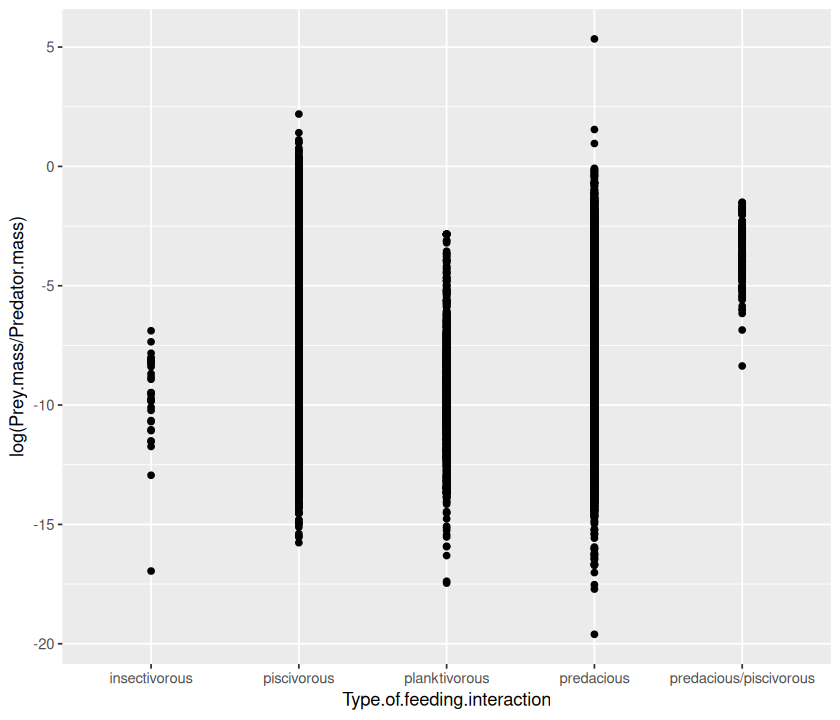 log(Prey.mass/Predator.mass)
5
0
-5
-10
-15
-20
insectivorous piscivorous planktivorous predacious predacious/piscivorous
Type.of.feeding.interaction